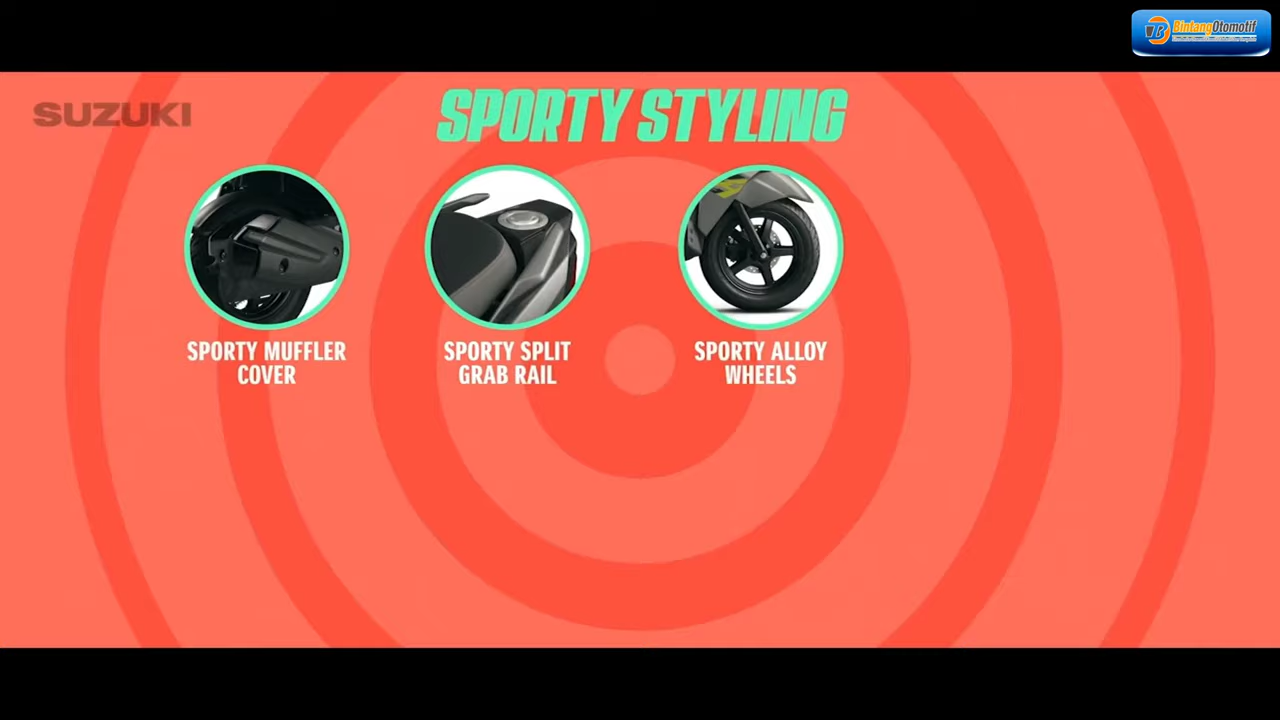 BintangOtomotif
SUZUKI
SPORTY STYLING
SPORTY MUFFLER
COVER
SPORTY SPLIT
GRAB RAIL
SPORTY ALLOY
WHEELS